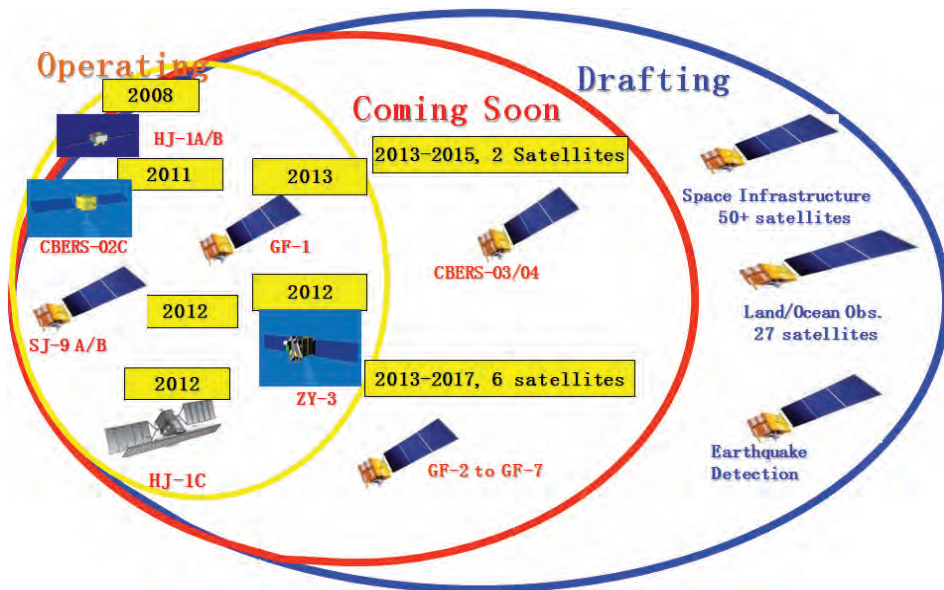 Operating
2008
HJ-1A/B
2011
CBERS-02C
2013
GF-1
SJ-9 A/B
2012
2012
ZY-3
2012
HJ-1C
Coming Soon
2013-2015, 2 Satellites
CBERS-03/04
2013-2017, 6 satellites
GF-2 to GF-7
Drafting
Space Infrastructure
50+ satellites
Land/Ocean Obs.
27 satellites
Earthquake
Detection